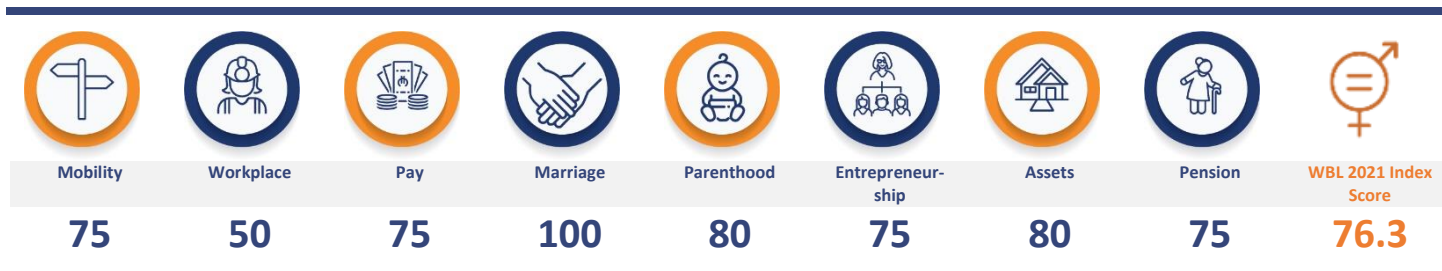 Mobility
Workplace
Pay
Marriage
Parenthood
Entrepreneur-
ship
Assets
Pension
WBL 2021 Index
Score
75
50
75
100
80
75
80
75
76.3